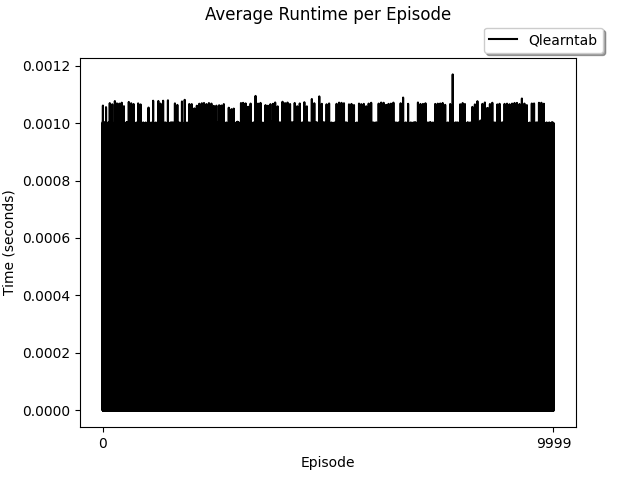 Average Runtime per Episode
Qlearntab
0.0012
0.0010
0.0008
0.0006
0.0004
0.0002
0.0000
Time (seconds)
0
9999
Episode